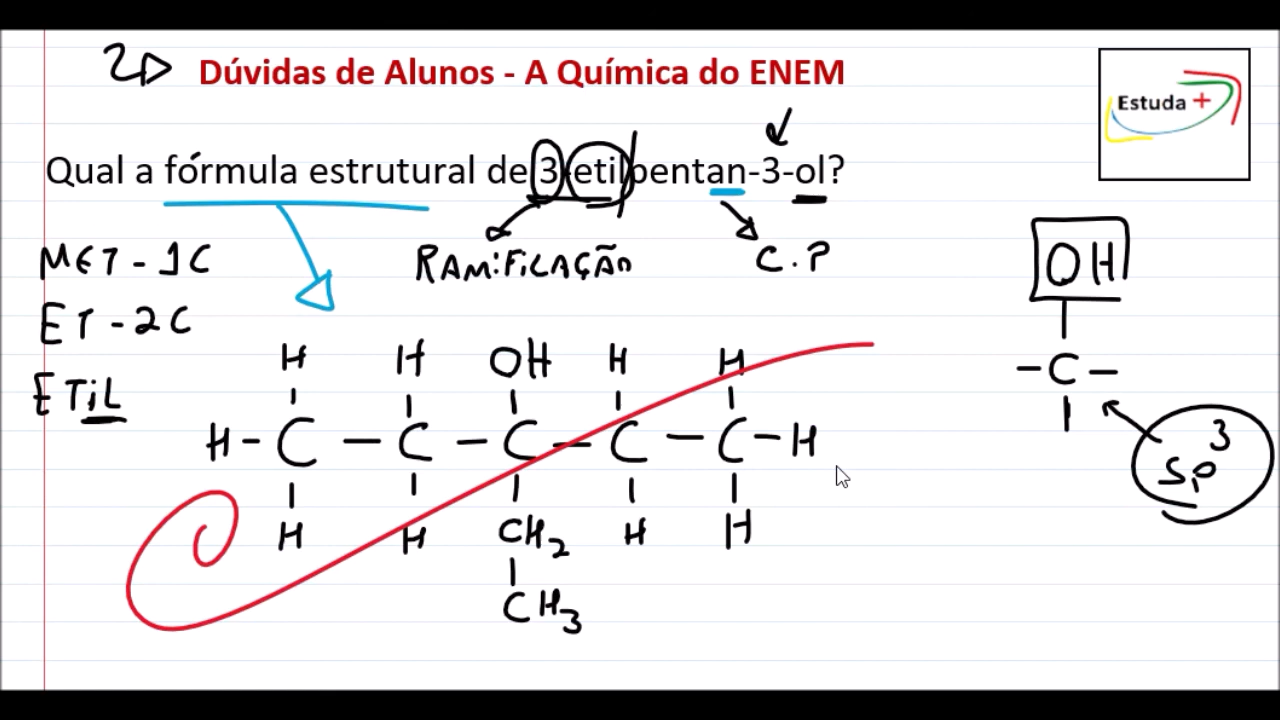 2 Dúvidas de Alunos - A Química do ENEM
Estuda +
Qual a fórmula estrutural de 3-etilpentan-3-ol?
MET - 1C
RAMiFiCAÇÃO
C.P
OH
ET - 2C
- C -
ETiL
H H OH H H
H - C - C - C - C - C - H
SP3
H H CH2 H H
CH3